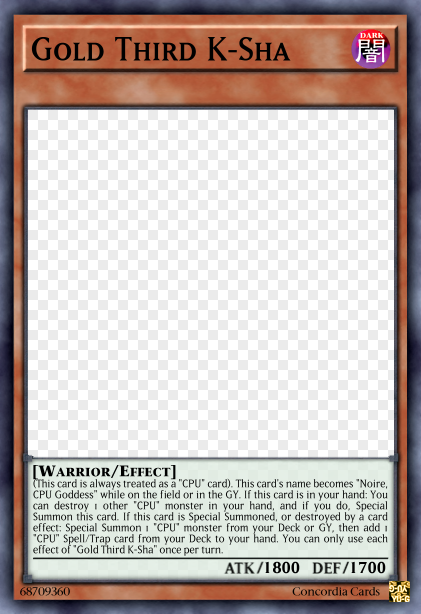 Gold Third K-Sha
DARK
闇
[Warrior/Effect]
(This card is always treated as a "CPU" card). This card's name becomes "Noire,
CPU Goddess" while on the field or in the GY. If this card is in your hand: You
can destroy 1 other "CPU" monster in your hand, and if you do, Special
Summon this card. If this card is Special Summoned, or destroyed by a card
effect: Special Summon 1 "CPU" monster from your Deck or GY, then add 1
"CPU" Spell/Trap card from your Deck to your hand. You can only use each
effect of "Gold Third K-Sha" once per turn.
ATK/1800 DEF/1700
68709360 Concordia Cards